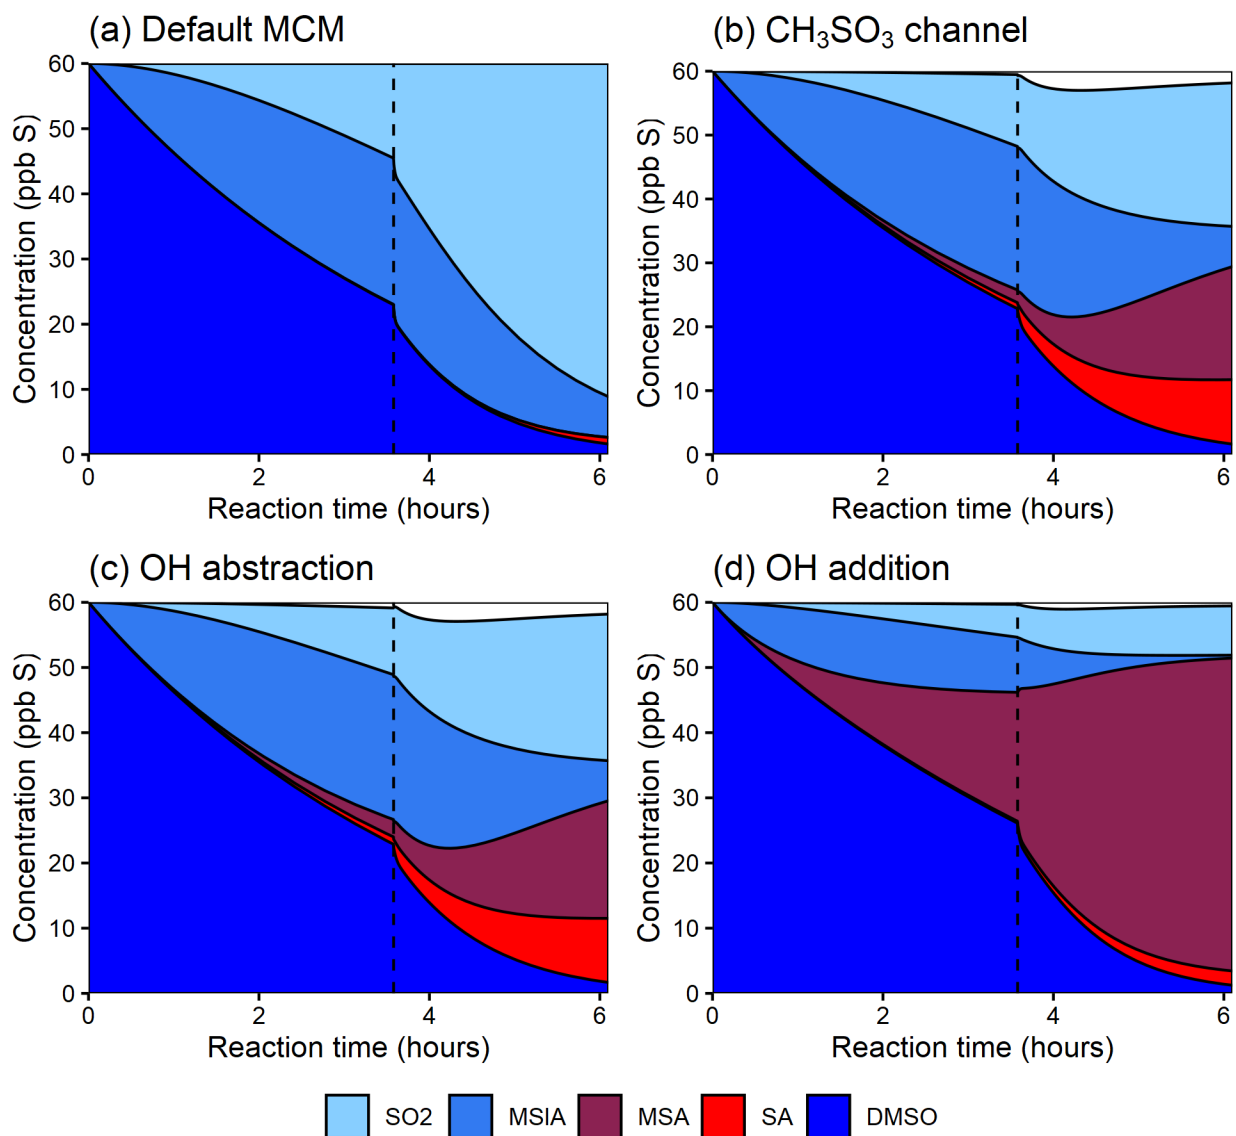 (a) Default MCM
Concentration (ppb S)
60
50
40
30
20
10
0
0 2 4 6
Reaction time (hours)
(b) CH₃SO₃ channel
Concentration (ppb S)
60
50
40
30
20
10
0
0 2 4 6
Reaction time (hours)
(c) OH abstraction
Concentration (ppb S)
60
50
40
30
20
10
0
0 2 4 6
Reaction time (hours)
(d) OH addition
Concentration (ppb S)
60
50
40
30
20
10
0
0 2 4 6
Reaction time (hours)
SO2 MSIA MSA SA DMSO